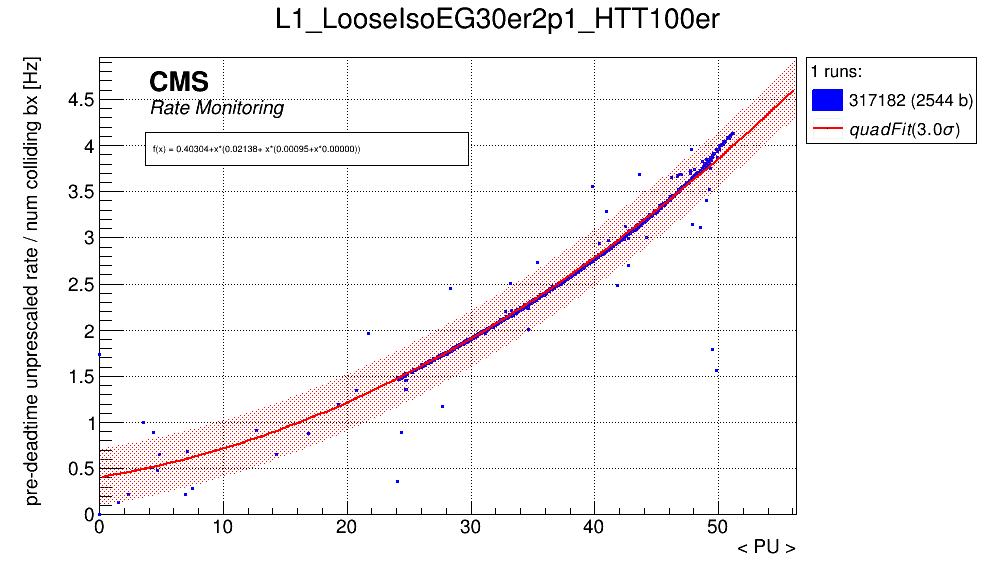 L1_LooseIsoEG30er2p1_HTT100er
pre-deadtime unprescaled rate / num colliding bx [Hz]
CMS
Rate Monitoring
f(x) = 0.40304+x*(0.02138+ x*(0.00095+x*0.00000))
1 runs:
317182 (2544 b)
quadFit(3.0σ)
4.5
4
3.5
3
2.5
2
1.5
1
0.5
0
0 10 20 30 40 50
< PU >